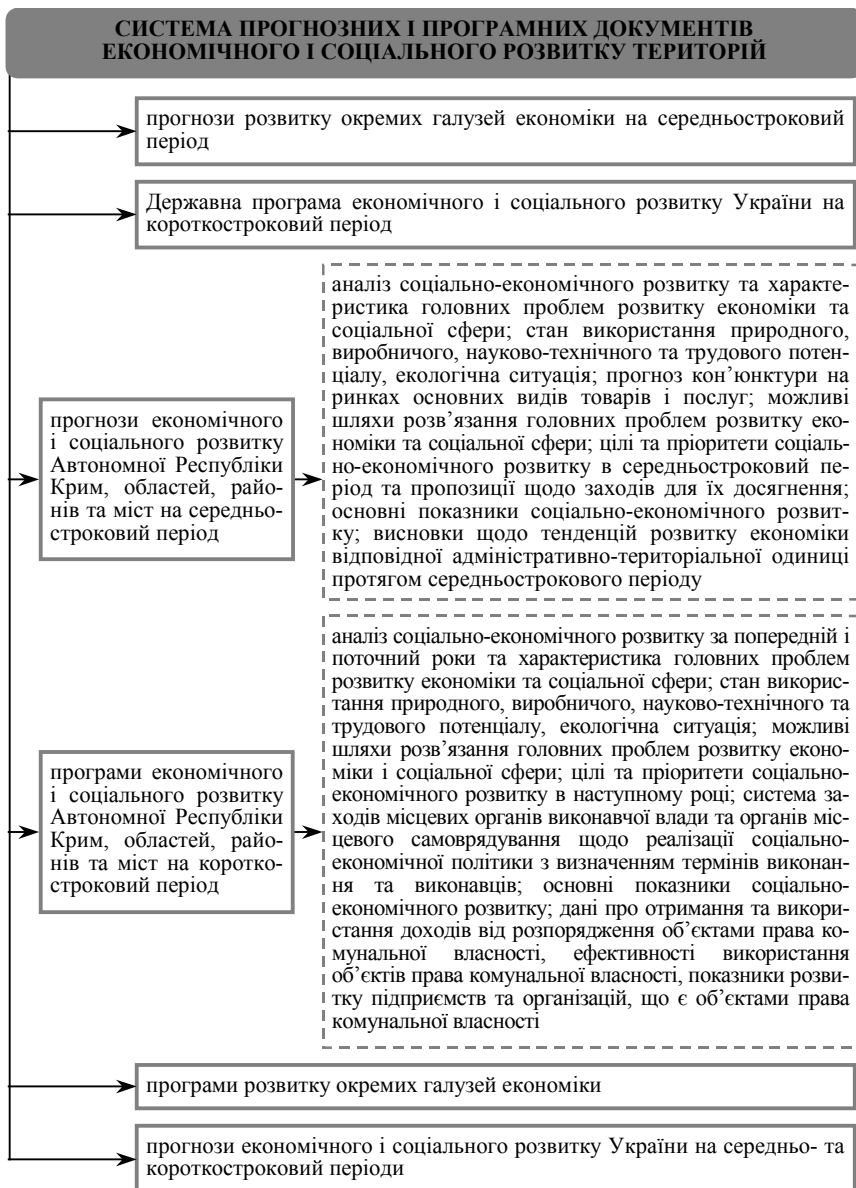 СИСТЕМА ПРОГНОЗНИХ І ПРОГРАМНИХ ДОКУМЕНТІВ
ЕКОНОМІЧНОГО І СОЦІАЛЬНОГО РОЗВИТКУ ТЕРИТОРІЙ
прогнози розвитку окремих галузей економіки на середньостроковий
період
Державна програма економічного і соціального розвитку України на
короткостроковий період
прогнози економічного
і соціального розвитку
Автономної Республіки
Крим, областей, райо-
нів та міст на середньо-
строковий період
аналіз соціально-економічного розвитку та характе-
ристика головних проблем розвитку економіки та
соціальної сфери; стан використання природного,
виробничого, науково-технічного та трудового потен-
ціалу, екологічна ситуація; прогноз кон’юнктури на
ринках основних видів товарів і послуг; можливі
шляхи розв’язання головних проблем розвитку еко-
номіки та соціальної сфери; цілі та пріоритети соціаль-
но-економічного розвитку в середньостроковий пе-
ріод та пропозиції щодо заходів для їх досягнення;
основні показники соціально-економічного розвит-
ку; висновки щодо тенденцій розвитку економіки
відповідної адміністративно-територіальної одиниці
протягом середньострокового періоду
програми економічного
і соціального розвитку
Автономної Республіки
Крим, областей, райо-
нів та міст на коротко-
строковий період
аналіз соціально-економічного розвитку за попередній і
поточний роки та характеристика головних проблем
розвитку економіки та соціальної сфери; стан викорис-
тання природного, виробничого, науково-технічного та
трудового потенціалу, екологічна ситуація; можливі
шляхи розв’язання головних проблем розвитку еконо-
міки і соціальної сфери; цілі та пріоритети соціально-
економічного розвитку в наступному році; система за-
ходів місцевих органів виконавчої влади та органів міс-
цевого самоврядування щодо реалізації соціально-
економічної політики з визначенням термінів виконан-
ня та виконавців; основні показники соціально-
економічного розвитку; дані про отримання та викори-
стання доходів від розпорядження об’єктами права ко-
мунальної власності, ефективності використання
об’єктів права комунальної власності, показники розви-
тку підприємств та організацій, що є об’єктами права
комунальної власності
програми розвитку окремих галузей економіки
прогнози економічного і соціального розвитку України на середньо- та
короткостроковий періоди